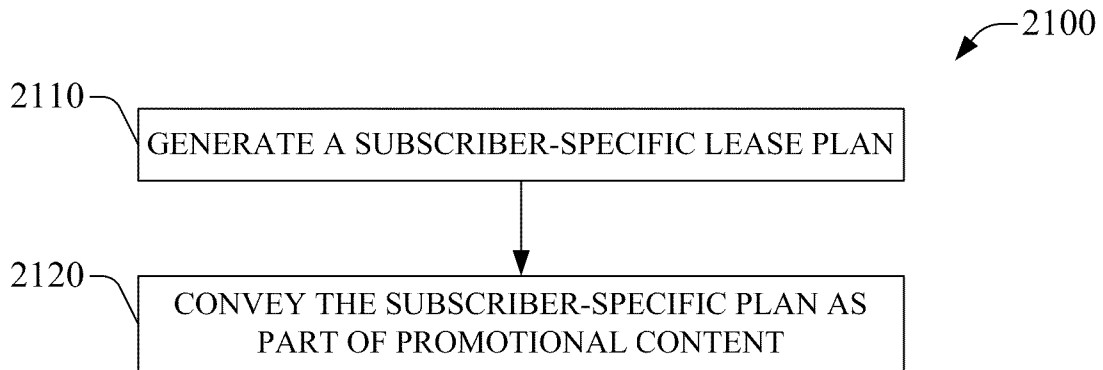 2100
2110
GENERATE A SUBSCRIBER-SPECIFIC LEASE PLAN
2120
CONVEY THE SUBSCRIBER-SPECIFIC PLAN AS
PART OF PROMOTIONAL CONTENT